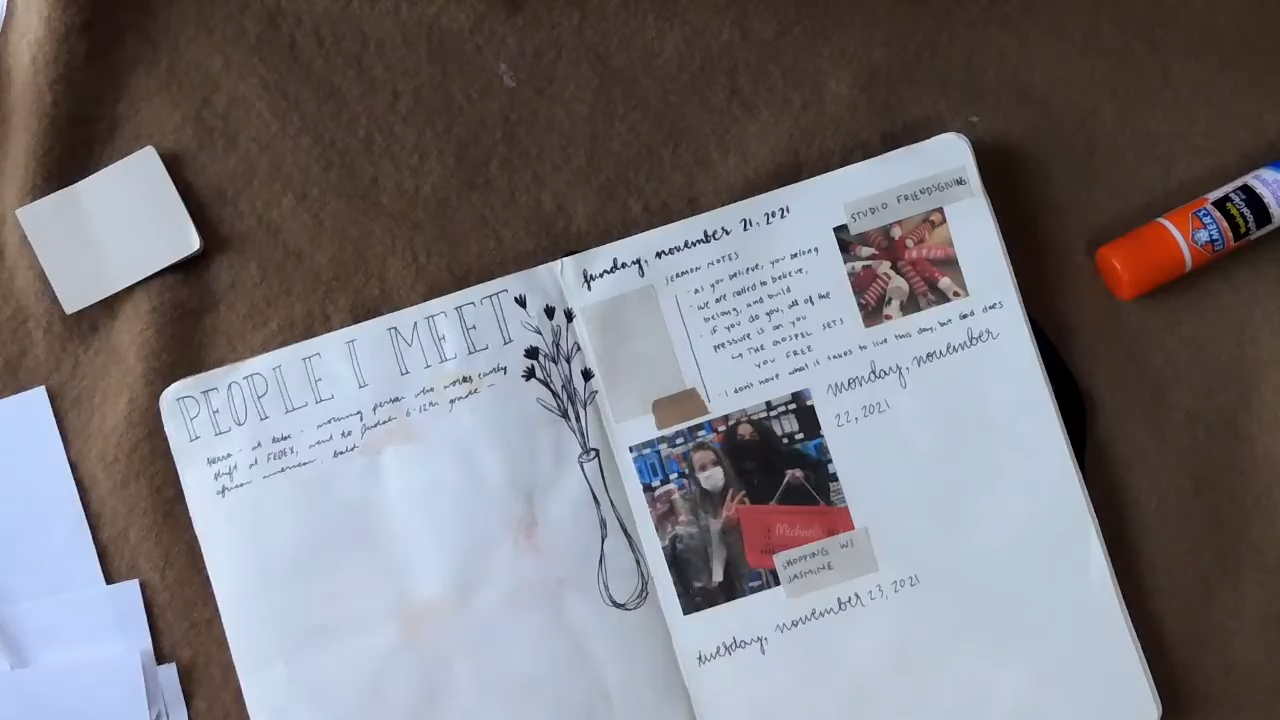 PEOPLE I MEET
at - morning person who works early
shift at FEDEX, went to Judah 6-12th grade -
african american, bald
sunday, november 21, 2021
SERMON NOTES
• as you believe, you belong
• we are called to believe,
belong, and build
• if you do you, all of the
pressure is on you
↳ THE GOSPEL SETS
YOU FREE
• I don't have what it takes to live this day, but God does
STUDIO FRIENDSGIVING
monday, november
22, 2021
Michaels
SHOPPING W/
JASMINE
tuesday, november 23, 2021
ELMER'S
Washable
School Glue